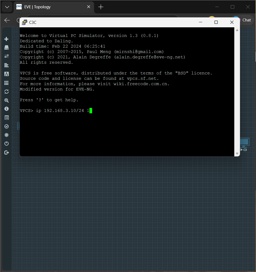 EVE | Topology
Chat
C3C
Welcome to Virtual PC Simulator, version 1.3 (0.8.1)
Dedicated to Daling.
Build time: Feb 22 2024 08:25:41
Copyright (c) 2007-2015, Paul Meng (mirnshi@gmail.com)
Copyright (c) 2021, Alain Degreffe (alain.degreffe@eve-ng.net)
All rights reserved.
VPCS is free software, distributed under the terms of the "BSD" licence.
Source code and license can be found at vpcs.sf.net.
For more information, please visit wiki.freecode.com.cn.
Modified version for EVE-NG.
Press '?' to get help.
VPCS> ip 192.168.3.10/24